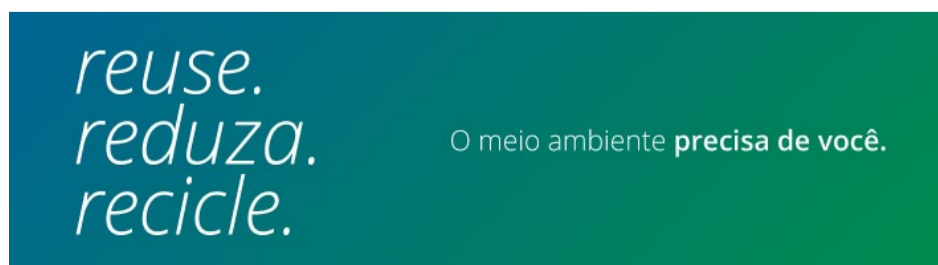 reuse.
reduza.
recicle.
O meio ambiente precisa de você.